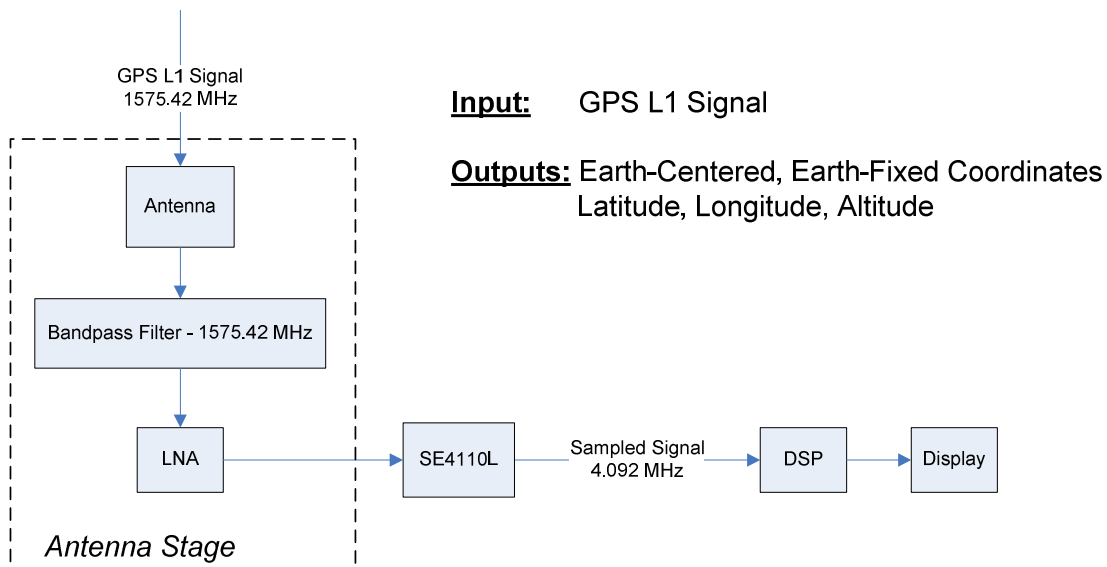 GPS L1 Signal
1575.42 MHz
Input: GPS L1 Signal
Outputs: Earth-Centered, Earth-Fixed Coordinates
Latitude, Longitude, Altitude
Antenna
Bandpass Filter - 1575.42 MHz
LNA
SE4110L
Sampled Signal
4.092 MHz
DSP
Display
Antenna Stage